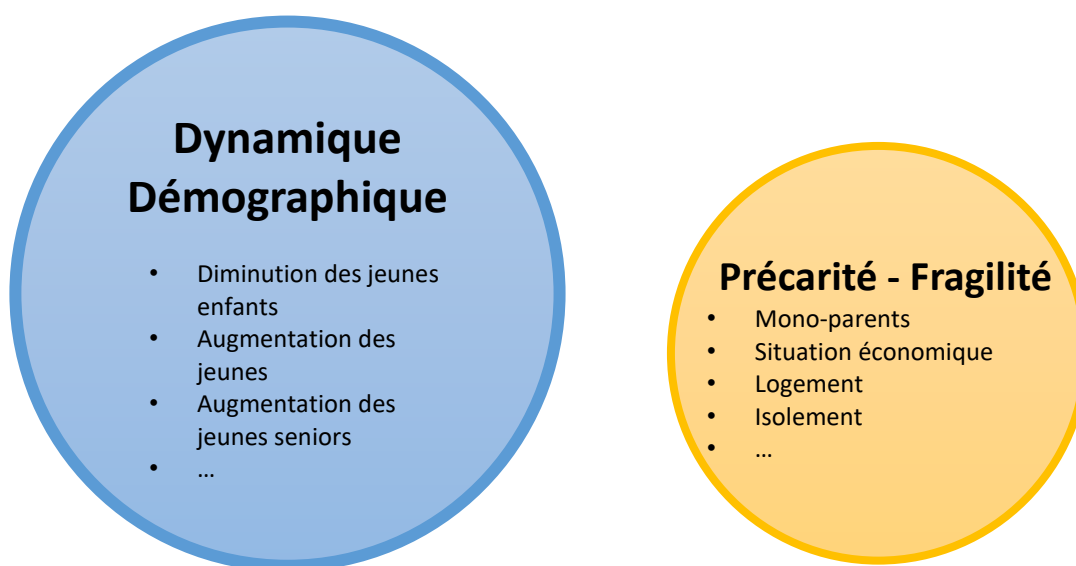 Dynamique
Démographique
• Diminution des jeunes
enfants
• Augmentation des
jeunes
• Augmentation des
jeunes seniors
• …
Précarité - Fragilité
• Mono-parents
• Situation économique
• Logement
• Isolement
• …